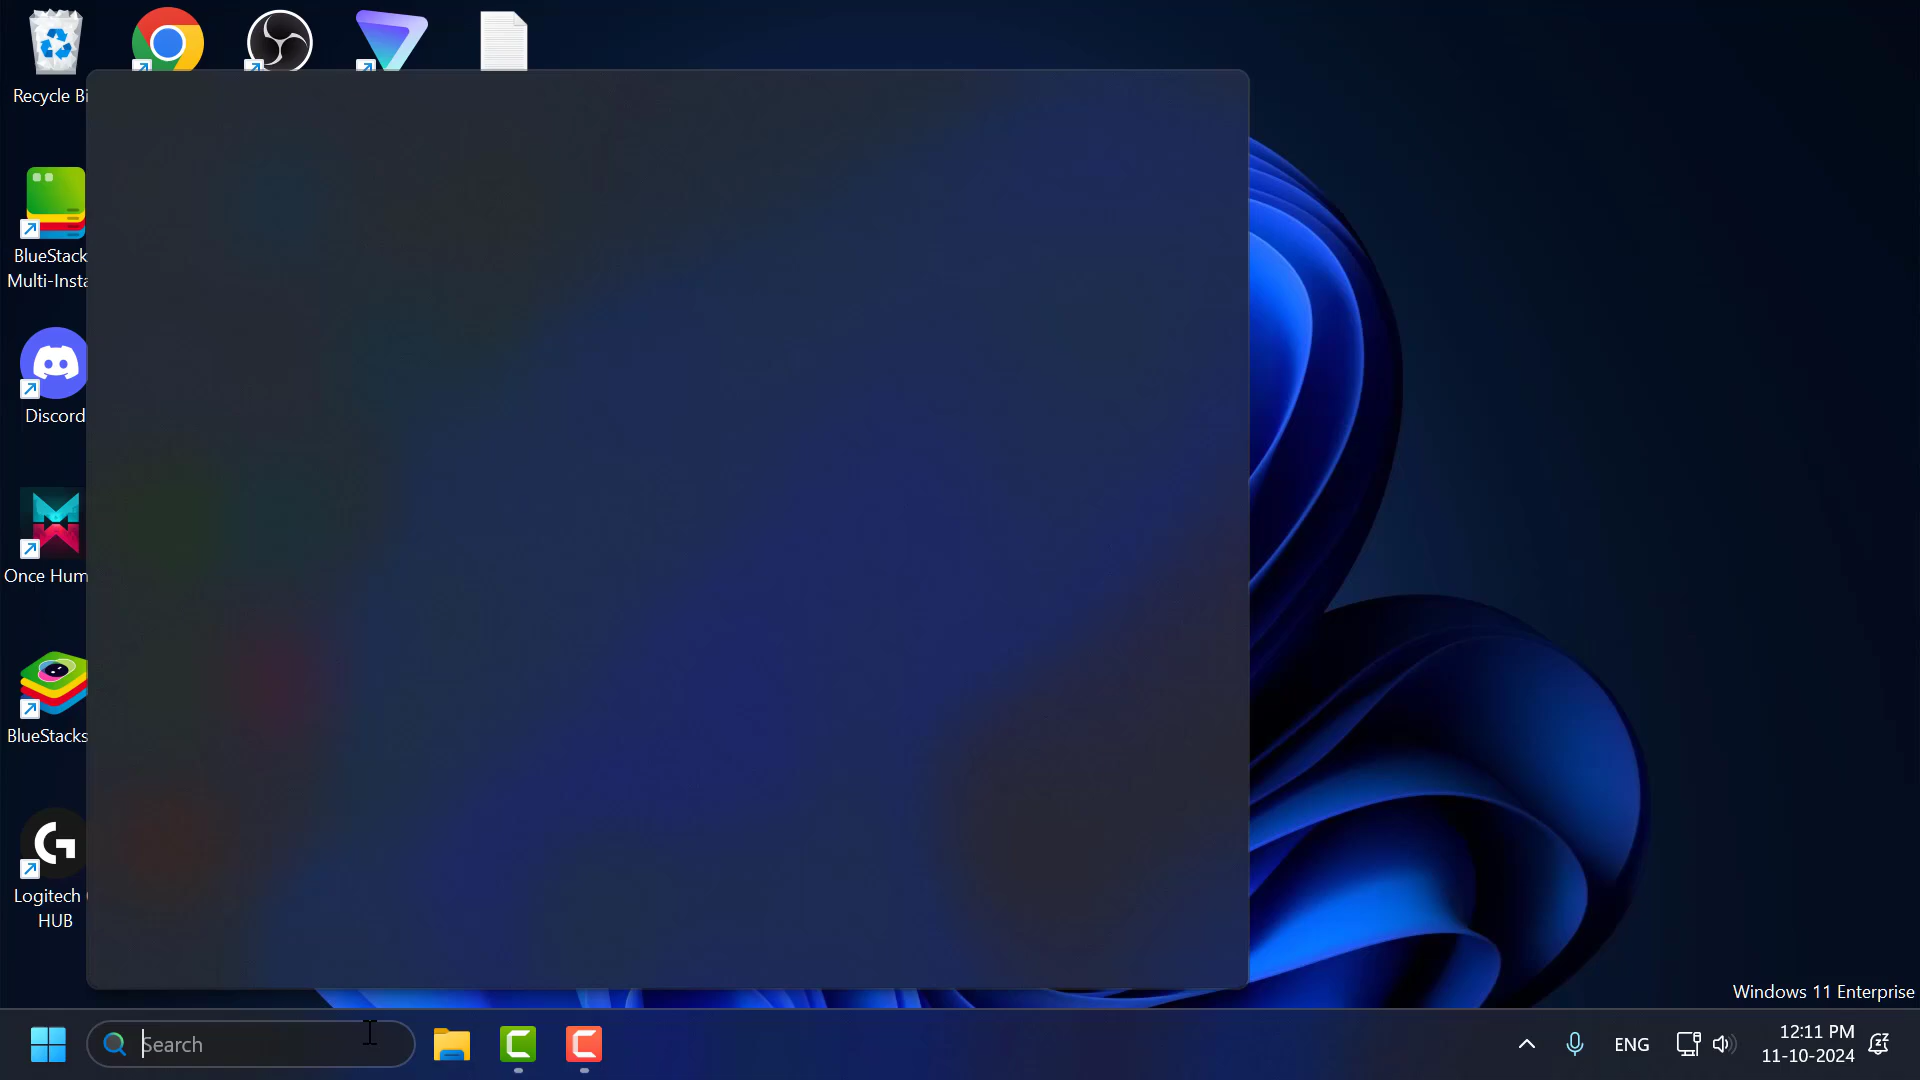 Recycle Bi
BlueStack
Multi-Insta
Discord
Once Hum
BlueStacks
Logitech
HUB
Windows 11 Enterprise
Search
ENG
12:11 PM
11-10-2024